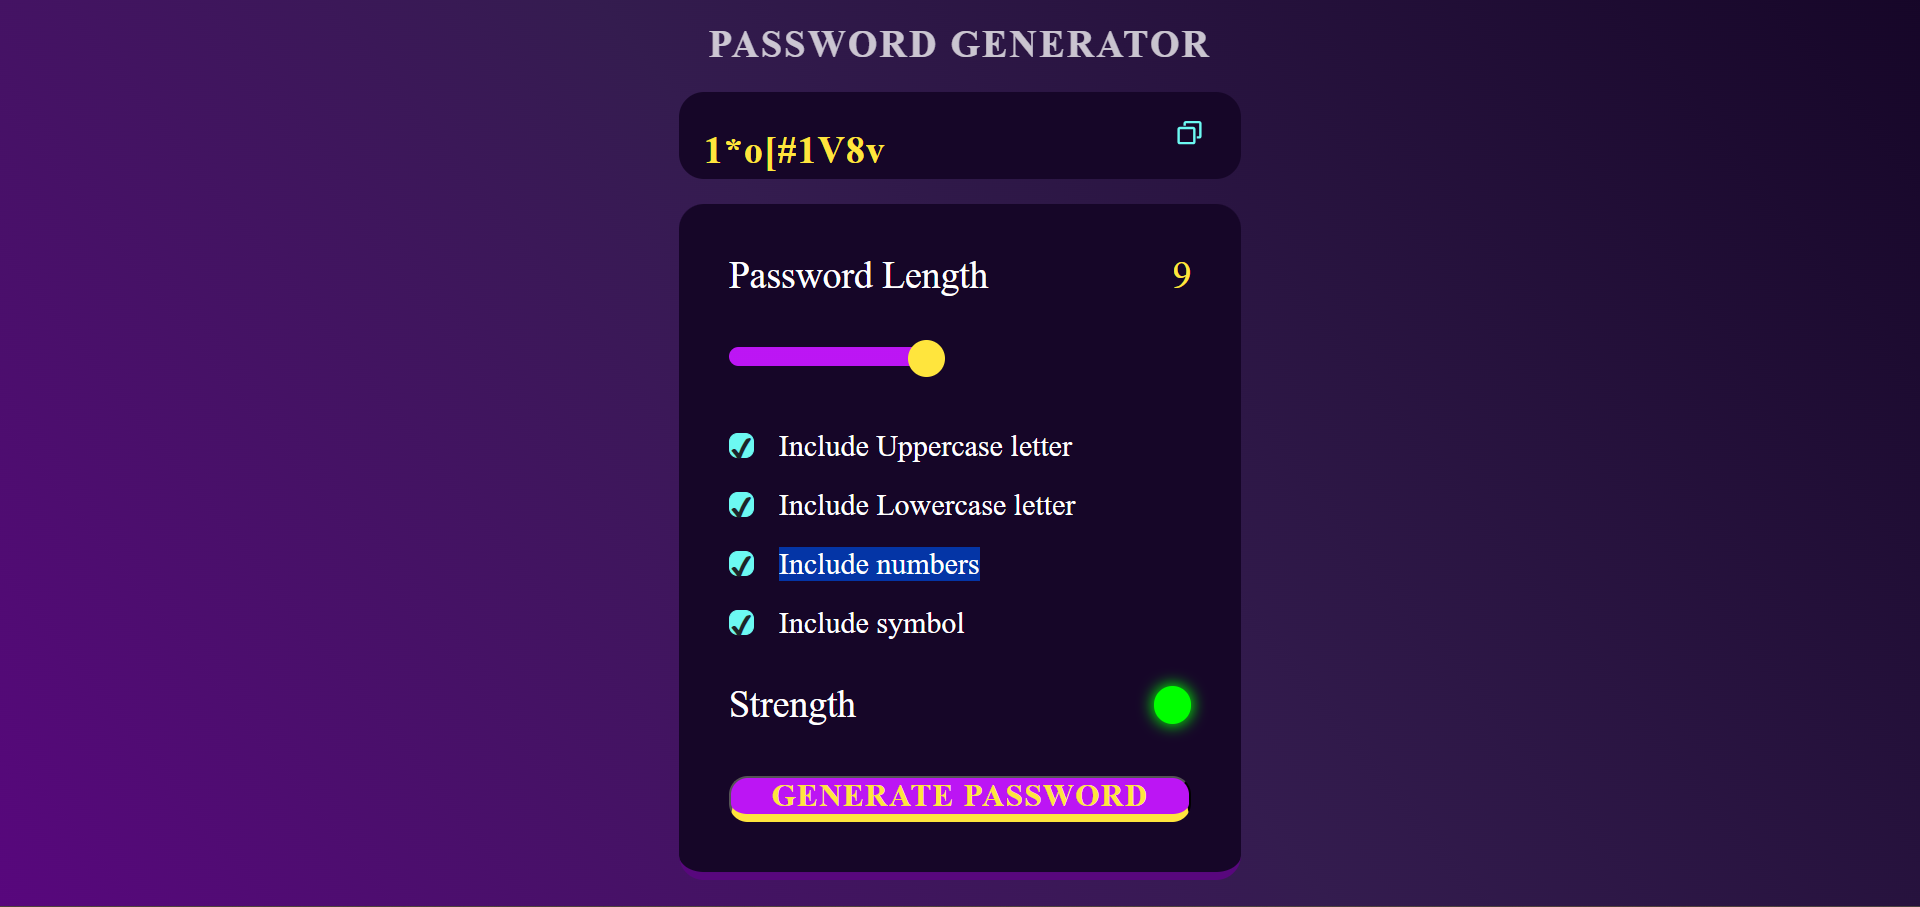 PASSWORD GENERATOR
1*o[#1V8v
Password Length 9
Include Uppercase letter
Include Lowercase letter
Include numbers
Include symbol
Strength
GENERATE PASSWORD